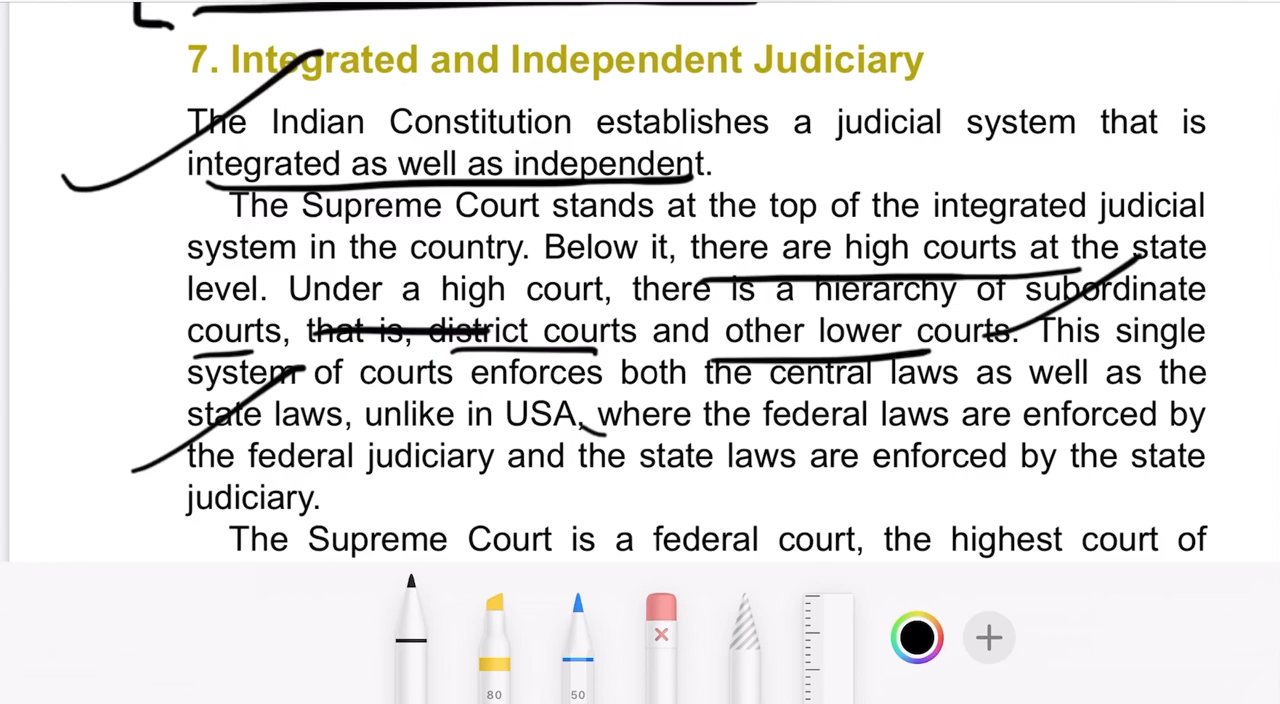 7. Integrated and Independent Judiciary
The Indian Constitution establishes a judicial system that is
integrated as well as independent.
The Supreme Court stands at the top of the integrated judicial
system in the country. Below it, there are high courts at the state
level. Under a high court, there is a hierarchy of subordinate
courts, that is, district courts and other lower courts. This single
system of courts enforces both the central laws as well as the
state laws, unlike in USA, where the federal laws are enforced by
the federal judiciary and the state laws are enforced by the state
judiciary.
The Supreme Court is a federal court, the highest court of
80
50